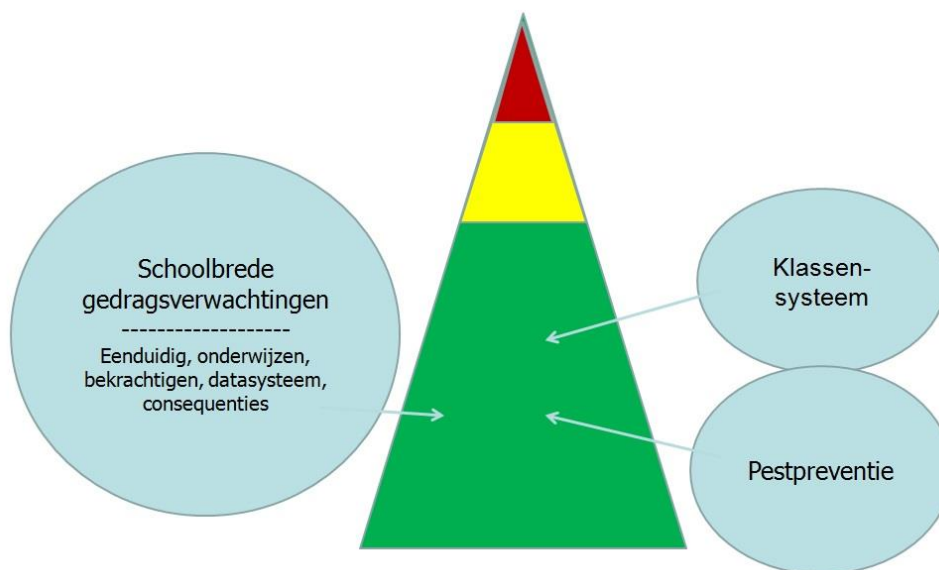 Schoolbrede
gedragsverwachtingen
-------------------
Eenduidig, onderwijzen,
bekrachtigen, datasysteem,
consequenties
Klassen-
systeem
Pestpreventie